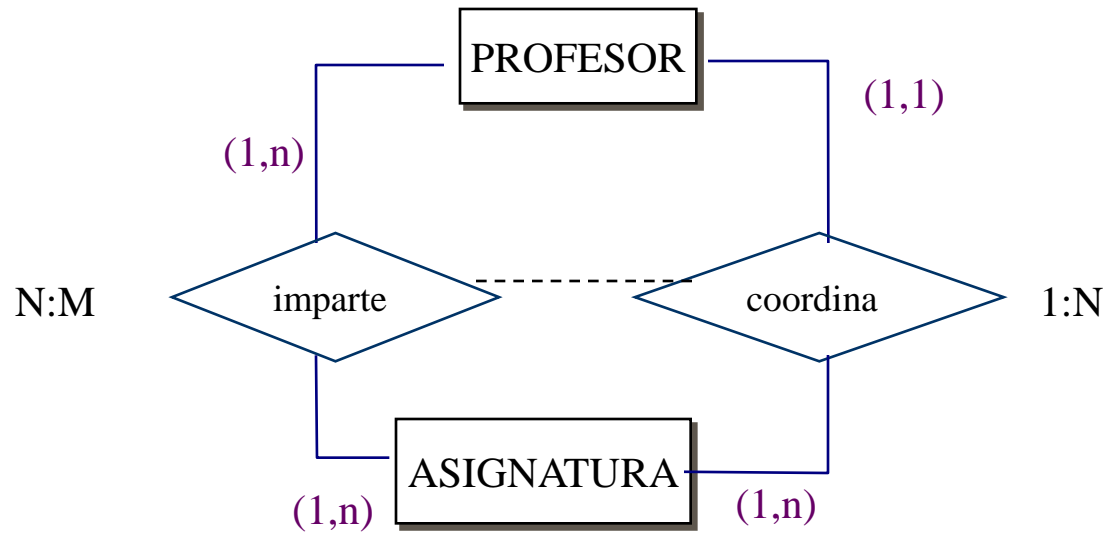 PROFESOR
(1,1)
(1,n)
N:M
imparte
coordina
1:N
ASIGNATURA
(1,n)
(1,n)